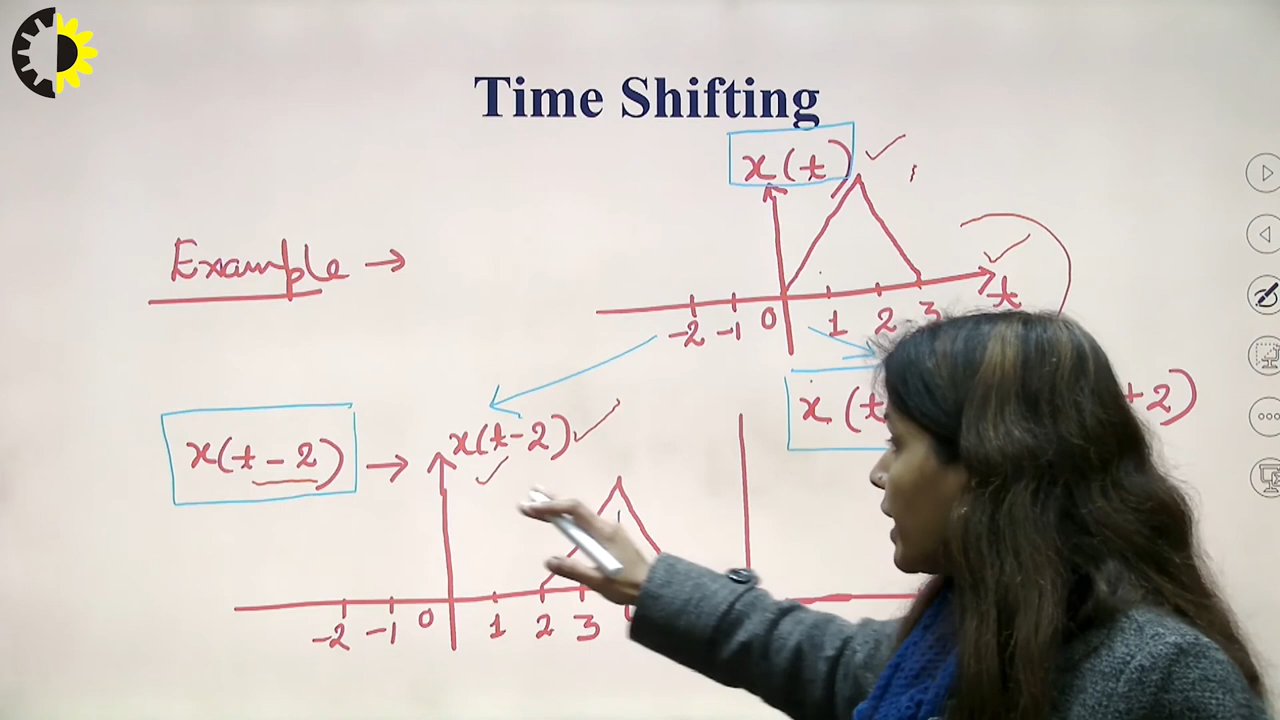 Time Shifting
x(t)
Example →
t
-2 -1 0 1 2 3
x(t-2) → x(t-2)
x(t +2)
-2 -1 0 1 2 3